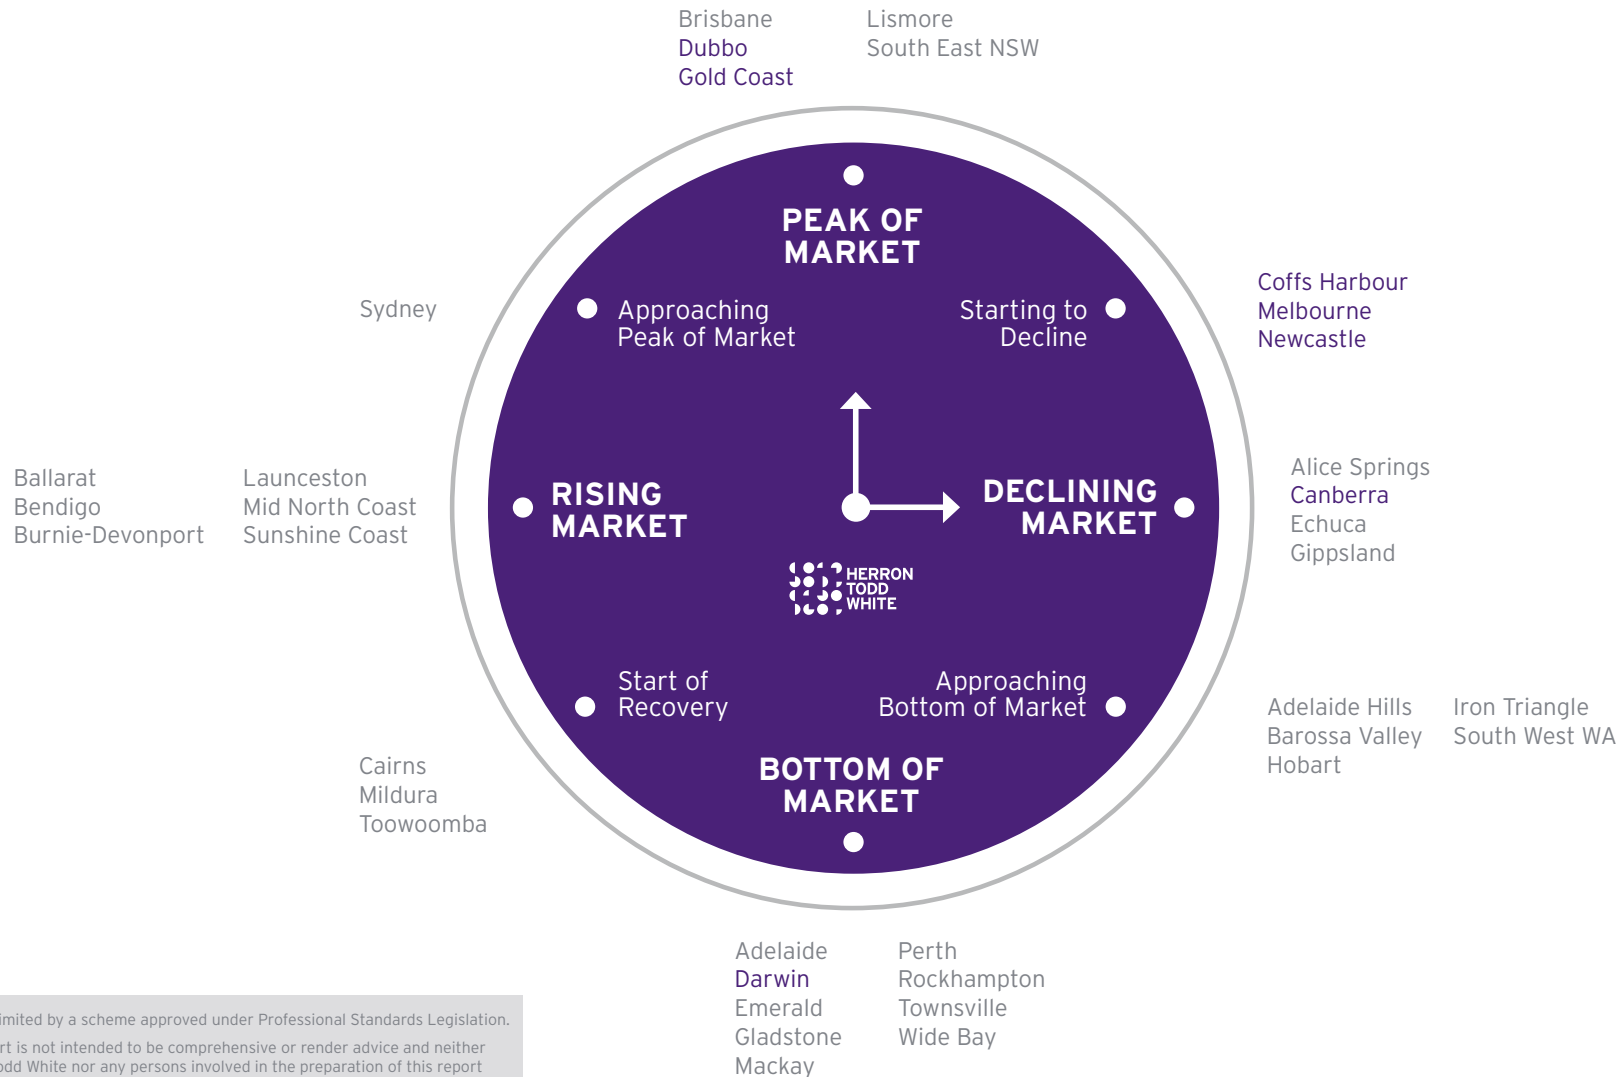 Brisbane
Dubbo
Gold Coast
Lismore
South East NSW
PEAK OF
MARKET
Approaching
Peak of Market
Starting to
Decline
Sydney
Coffs Harbour
Melbourne
Newcastle
Ballarat
Bendigo
Burnie-Devonport
Launceston
Mid North Coast
Sunshine Coast
RISING
MARKET
DECLINING
MARKET
Alice Springs
Canberra
Echuca
Gippsland
HERRON
TODD
WHITE
Start of
Recovery
Approaching
Bottom of Market
Adelaide Hills
Barossa Valley
Hobart
Iron Triangle
South West WA
Cairns
Mildura
Toowoomba
BOTTOM OF
MARKET
Adelaide
Darwin
Emerald
Gladstone
Mackay
Perth
Rockhampton
Townsville
Wide Bay
by a scheme approved under Professional Standards Legislation.
is not intended to be comprehensive or render advice and neither
White nor any persons involved in the preparation of this report